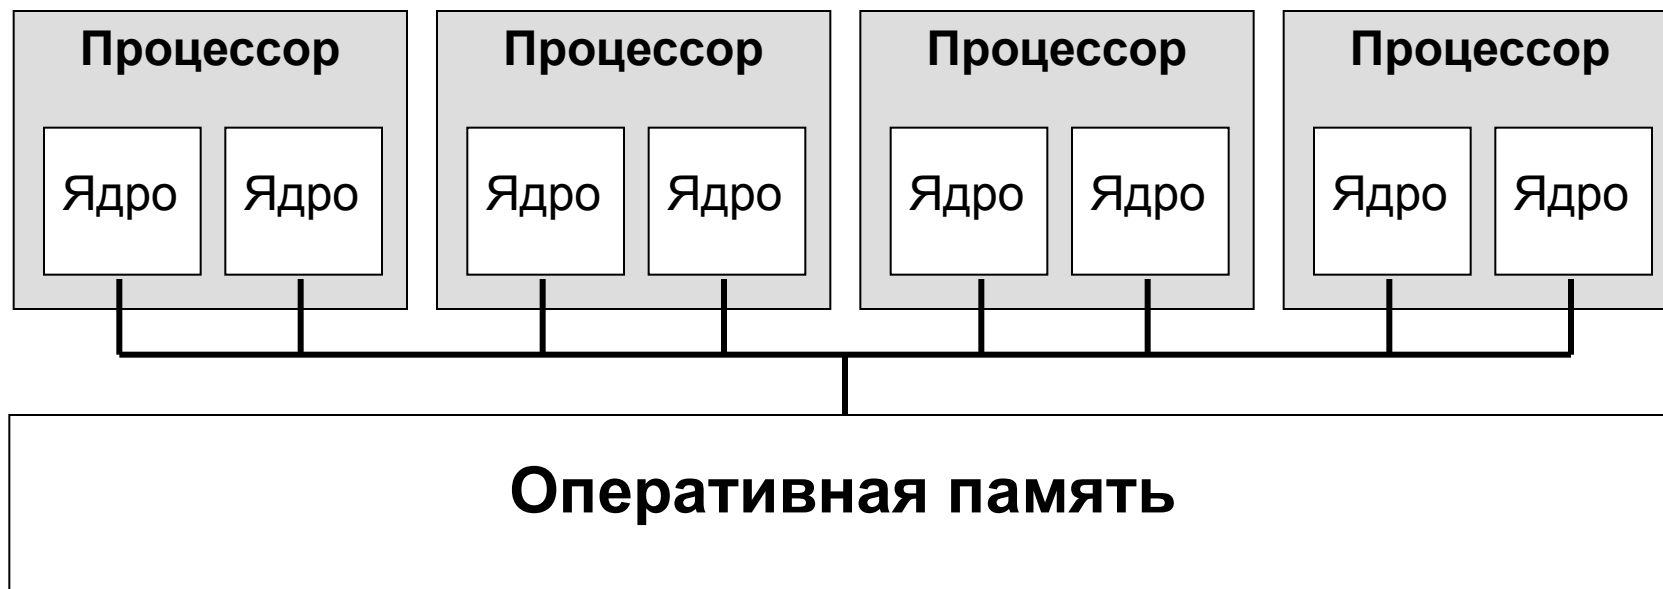 Процессор Процессор Процессор Процессор
Ядро Ядро Ядро Ядро Ядро Ядро Ядро Ядро
Оперативная память